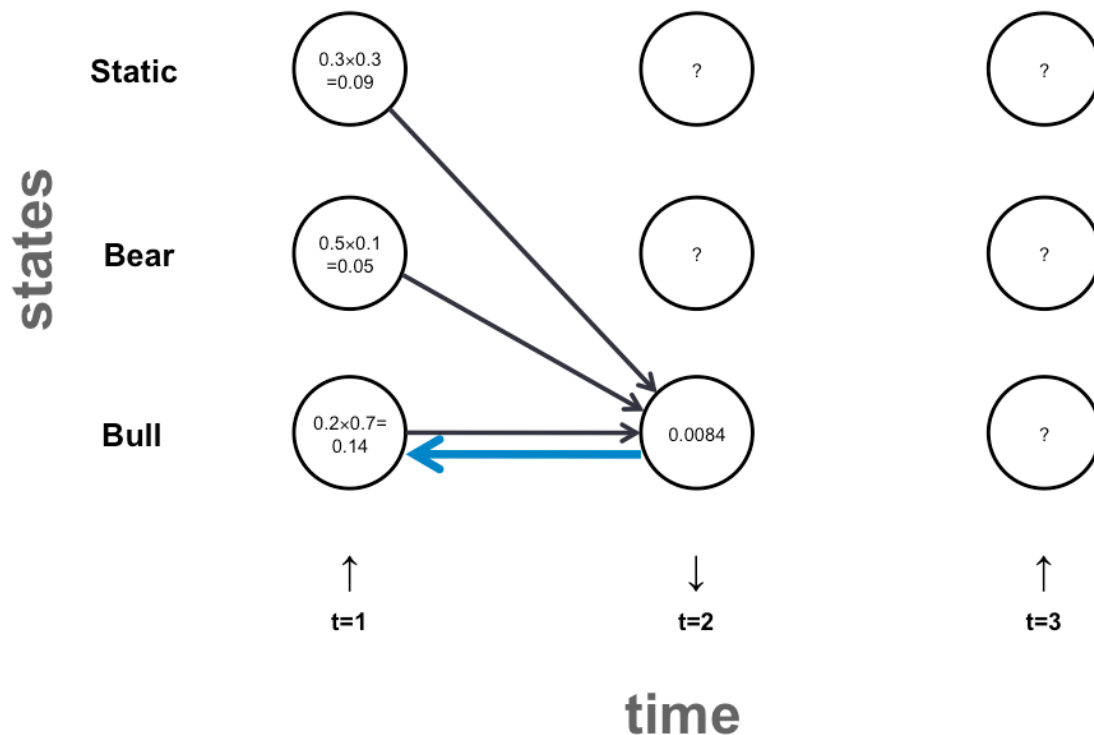 Static
0.3×0.3
=0.09
?
?
states
Bear
0.5×0.1
=0.05
?
?
Bull
0.2×0.7=
0.14
0.0084
?
↑
↓
↑
t=1
t=2
t=3
time